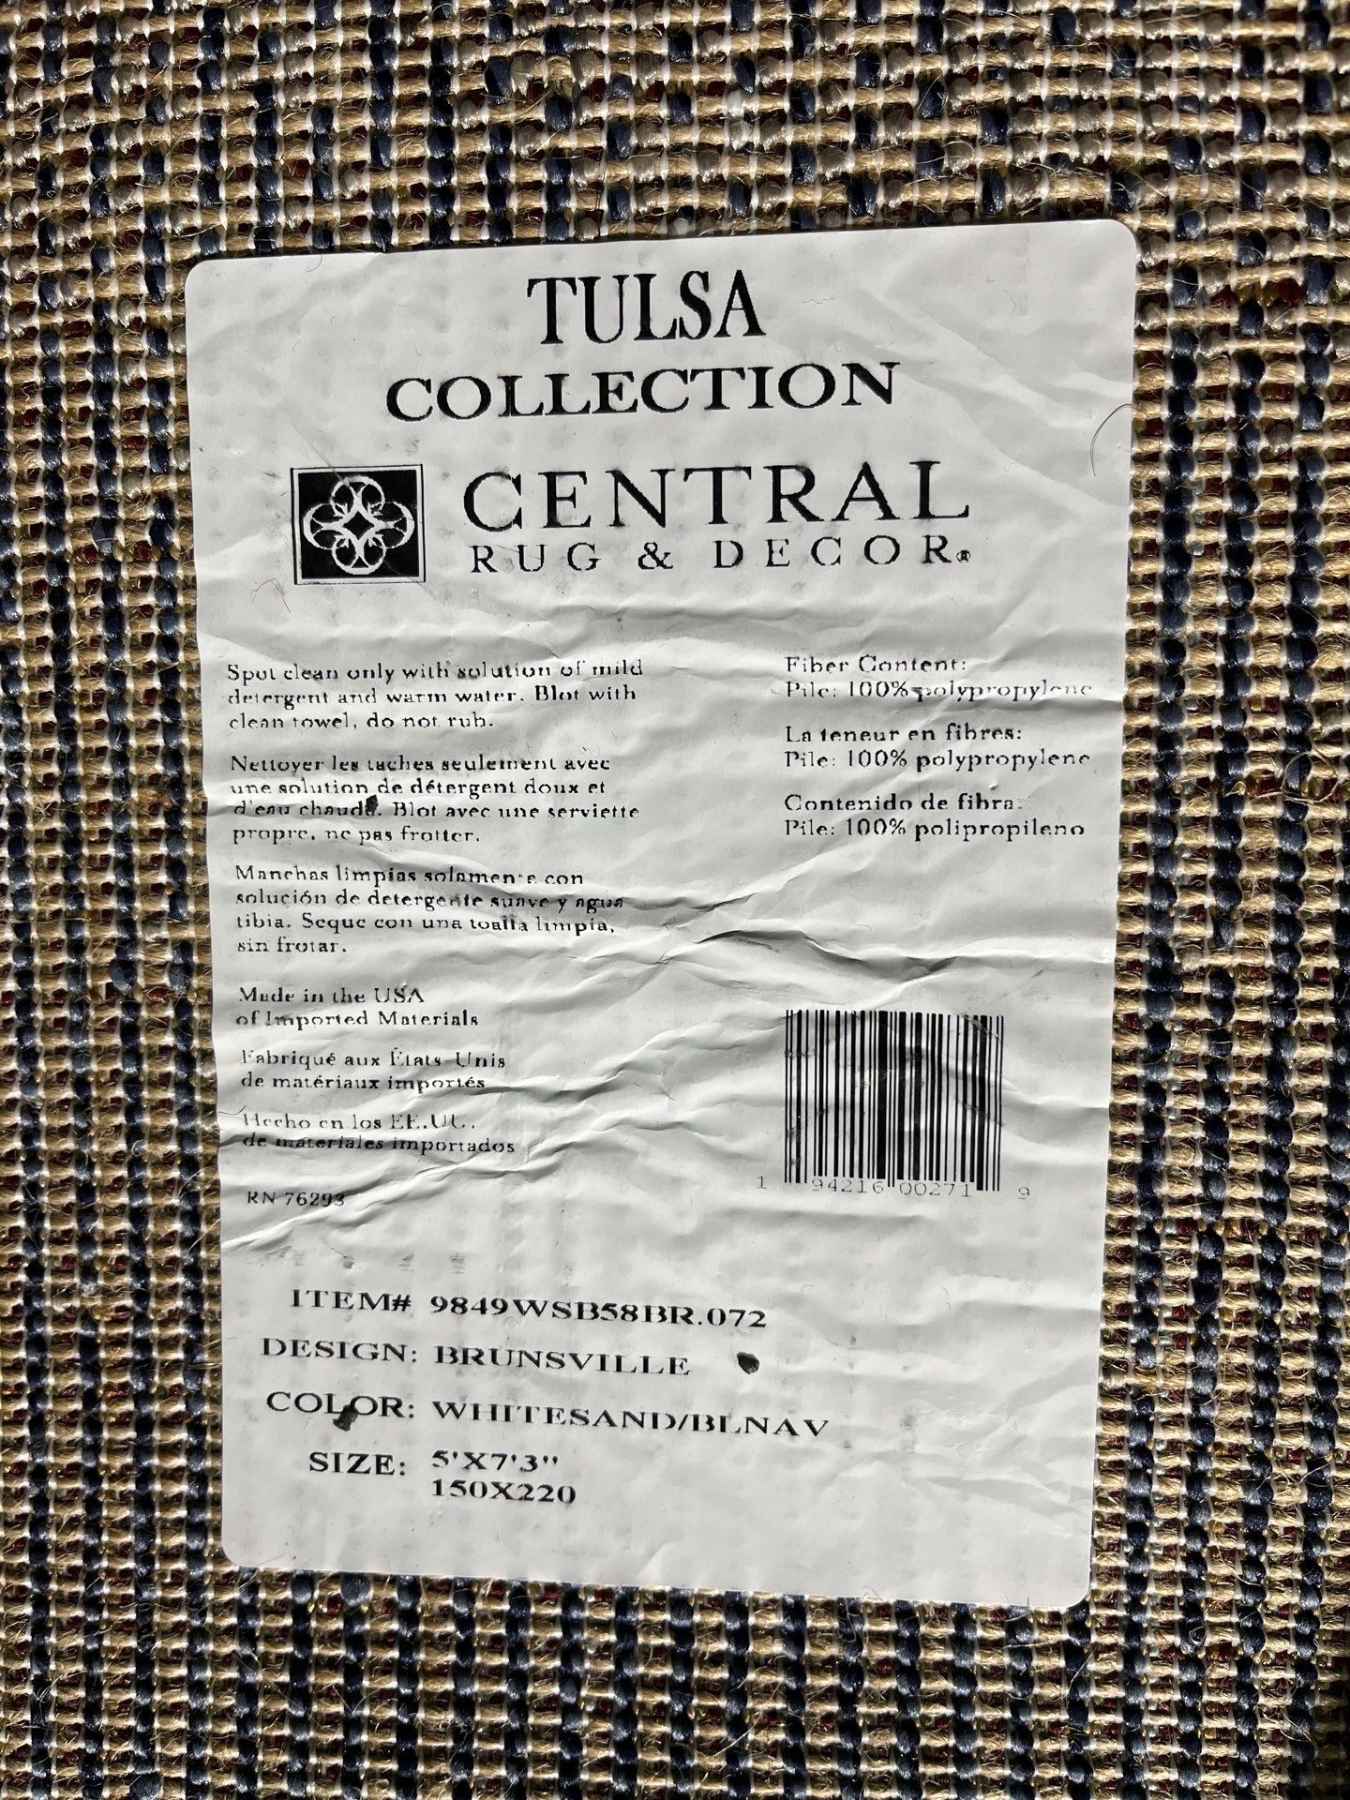 TULSA
COLLECTION
CENTRAL
RUG & DECOR®
Spot clean only with solution of mild
detergent and warm water. Blot with
clean towel, do not rub.
Nettoyer les taches seulement avec
une solution de détergent doux et
d'eau chaude. Blot avec une serviette
propre, ne pas frotter.
Manchas limpias solamente con
solución de detergente suave y agua
tibia. Seque con una toalla limpia,
sin frotar.
Made in the USA
of Imported Materials
Fabriqué aux États-Unis
de matériaux importés
Hecho en los EE.UU.
de materiales importados
RN 76293
Fiber Content:
Pile: 100% polypropylene
La teneur en fibres:
Pile: 100% polypropylene
Contenido de fibra:
Pile: 100% polipropileno
1 94216 00271 9
ITEM# 9849WSB58BR.072
DESIGN: BRUNSVILLE
COLOR: WHITESAND/BLNAV
SIZE: 5'X7'3''
150X220